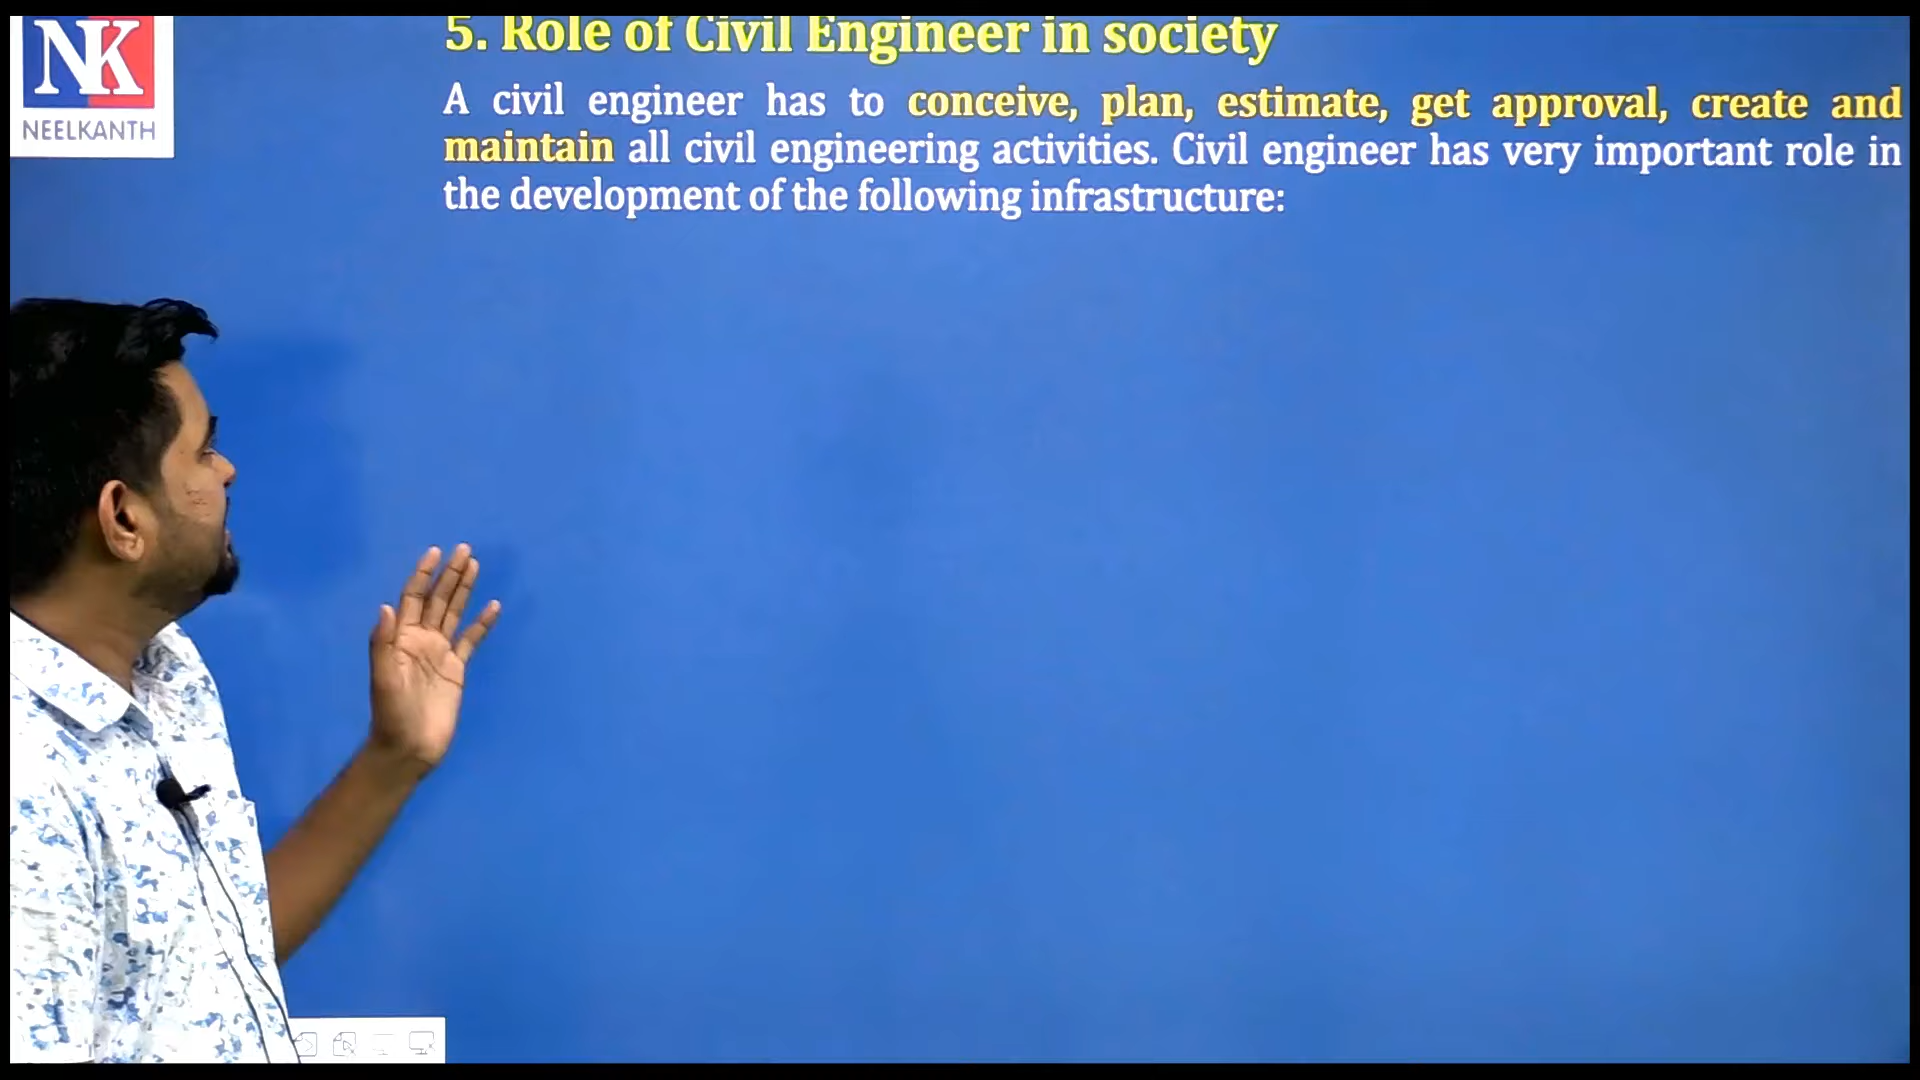 NK
NEELKANTH
5. Role of Civil Engineer in society
A civil engineer has to conceive, plan, estimate, get approval, create and
maintain all civil engineering activities. Civil engineer has very important role in
the development of the following infrastructure: